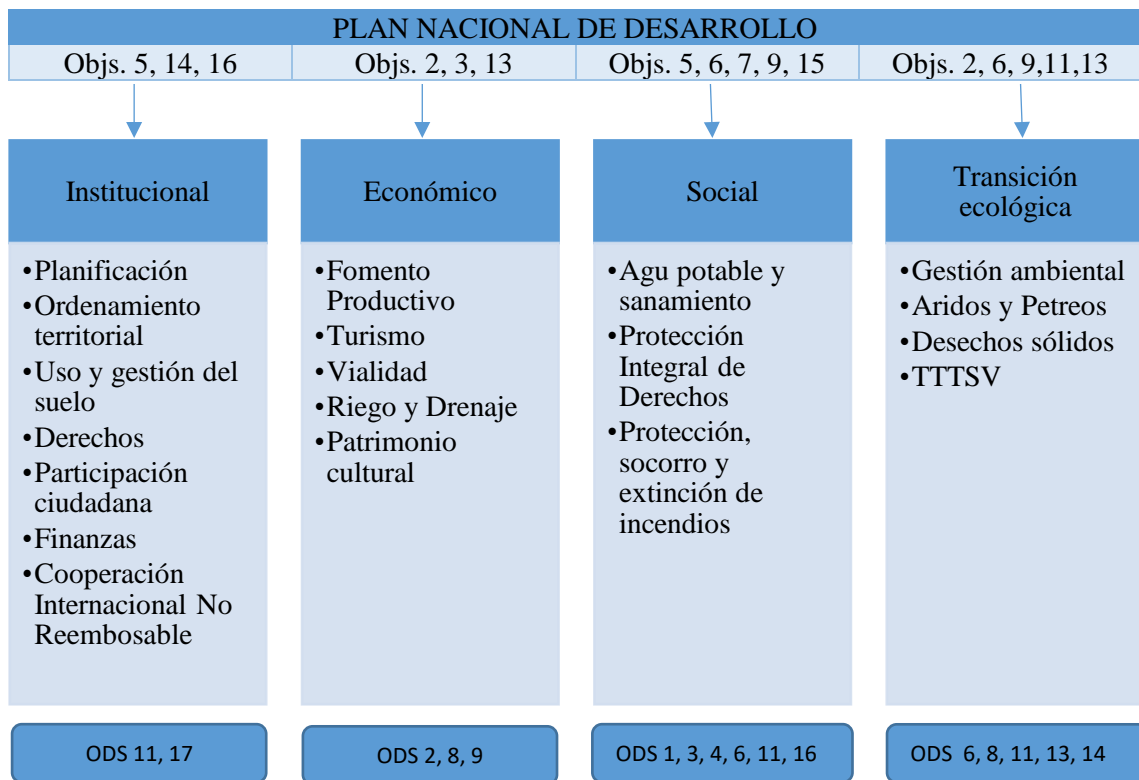 PLAN NACIONAL DE DESARROLLO
Objs. 5, 14, 16
Objs. 2, 3, 13
Objs. 5, 6, 7, 9, 15
Objs. 2, 6, 9,11,13
Institucional
•Planificación
•Ordenamiento
territorial
•Uso y gestión del
suelo
•Derechos
•Participación
ciudadana
•Finanzas
•Cooperación
Internacional No
Reembosable
ODS 11, 17
Económico
•Fomento
Productivo
•Turismo
•Vialidad
•Riego y Drenaje
•Patrimonio
cultural
ODS 2, 8, 9
Social
•Agu potable y
sanamiento
•Protección
Integral de
Derechos
•Protección,
socorro y
extinción de
incendios
ODS 1, 3, 4, 6, 11, 16
Transición
ecológica
•Gestión ambiental
•Aridos y Petreos
•Desechos sólidos
•TTTSV
ODS 6, 8, 11, 13, 14